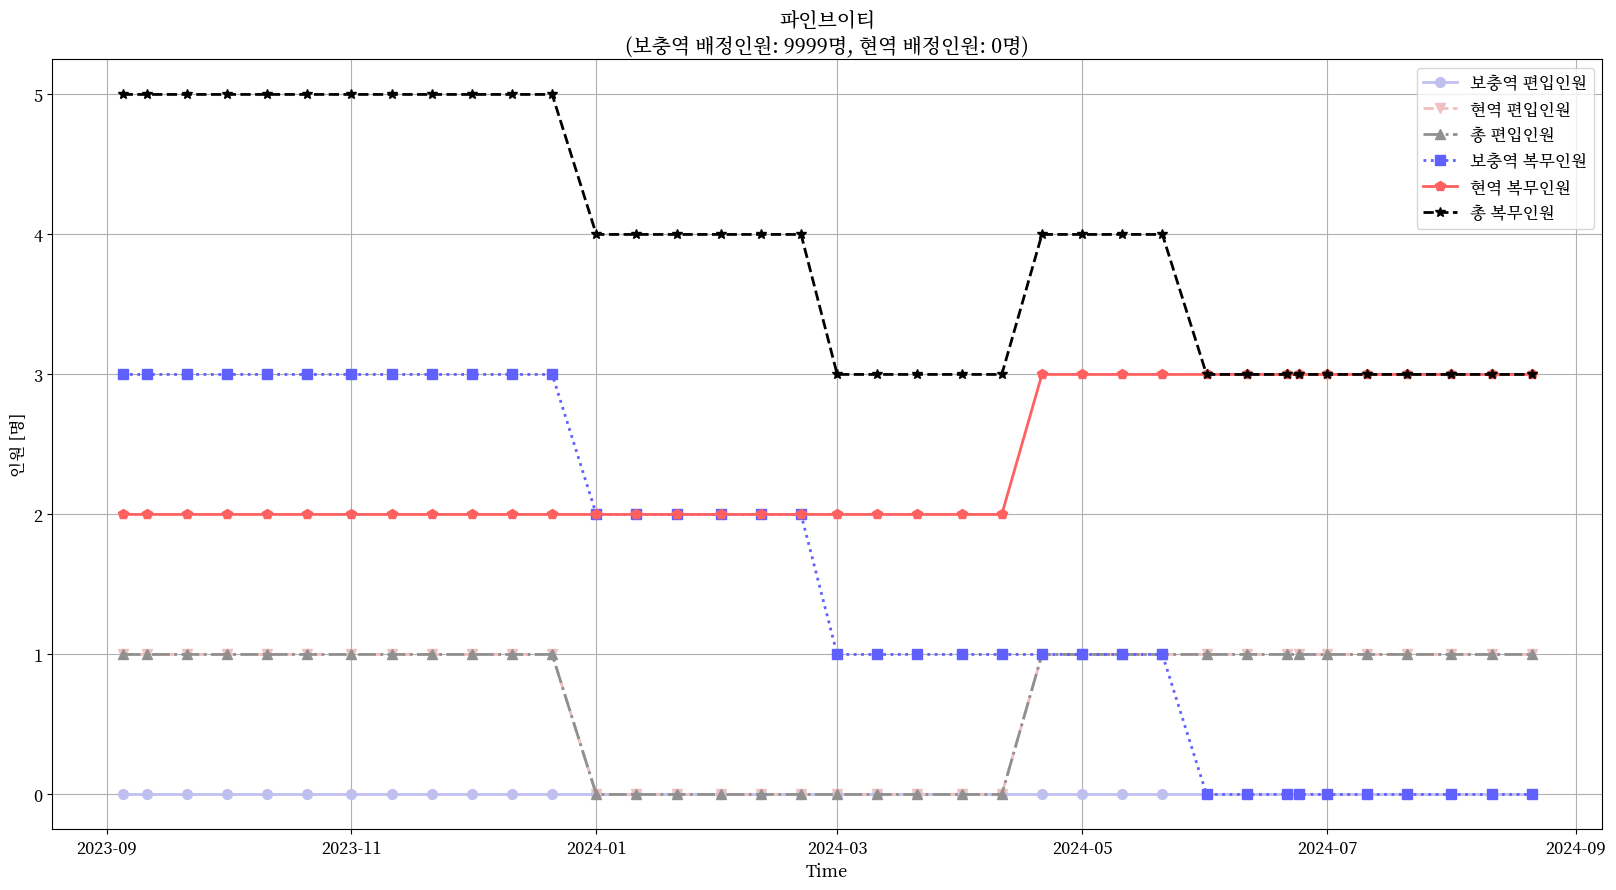 파인브이티
(보충역 배정인원: 9999명, 현역 배정인원: 0명)
보충역 편입인원
현역 편입인원
총 편입인원
보충역 복무인원
현역 복무인원
총 복무인원
인원 [명]
5
4
3
2
1
0
2023-09 2023-11 2024-01 2024-03 2024-05 2024-07 2024-09
Time